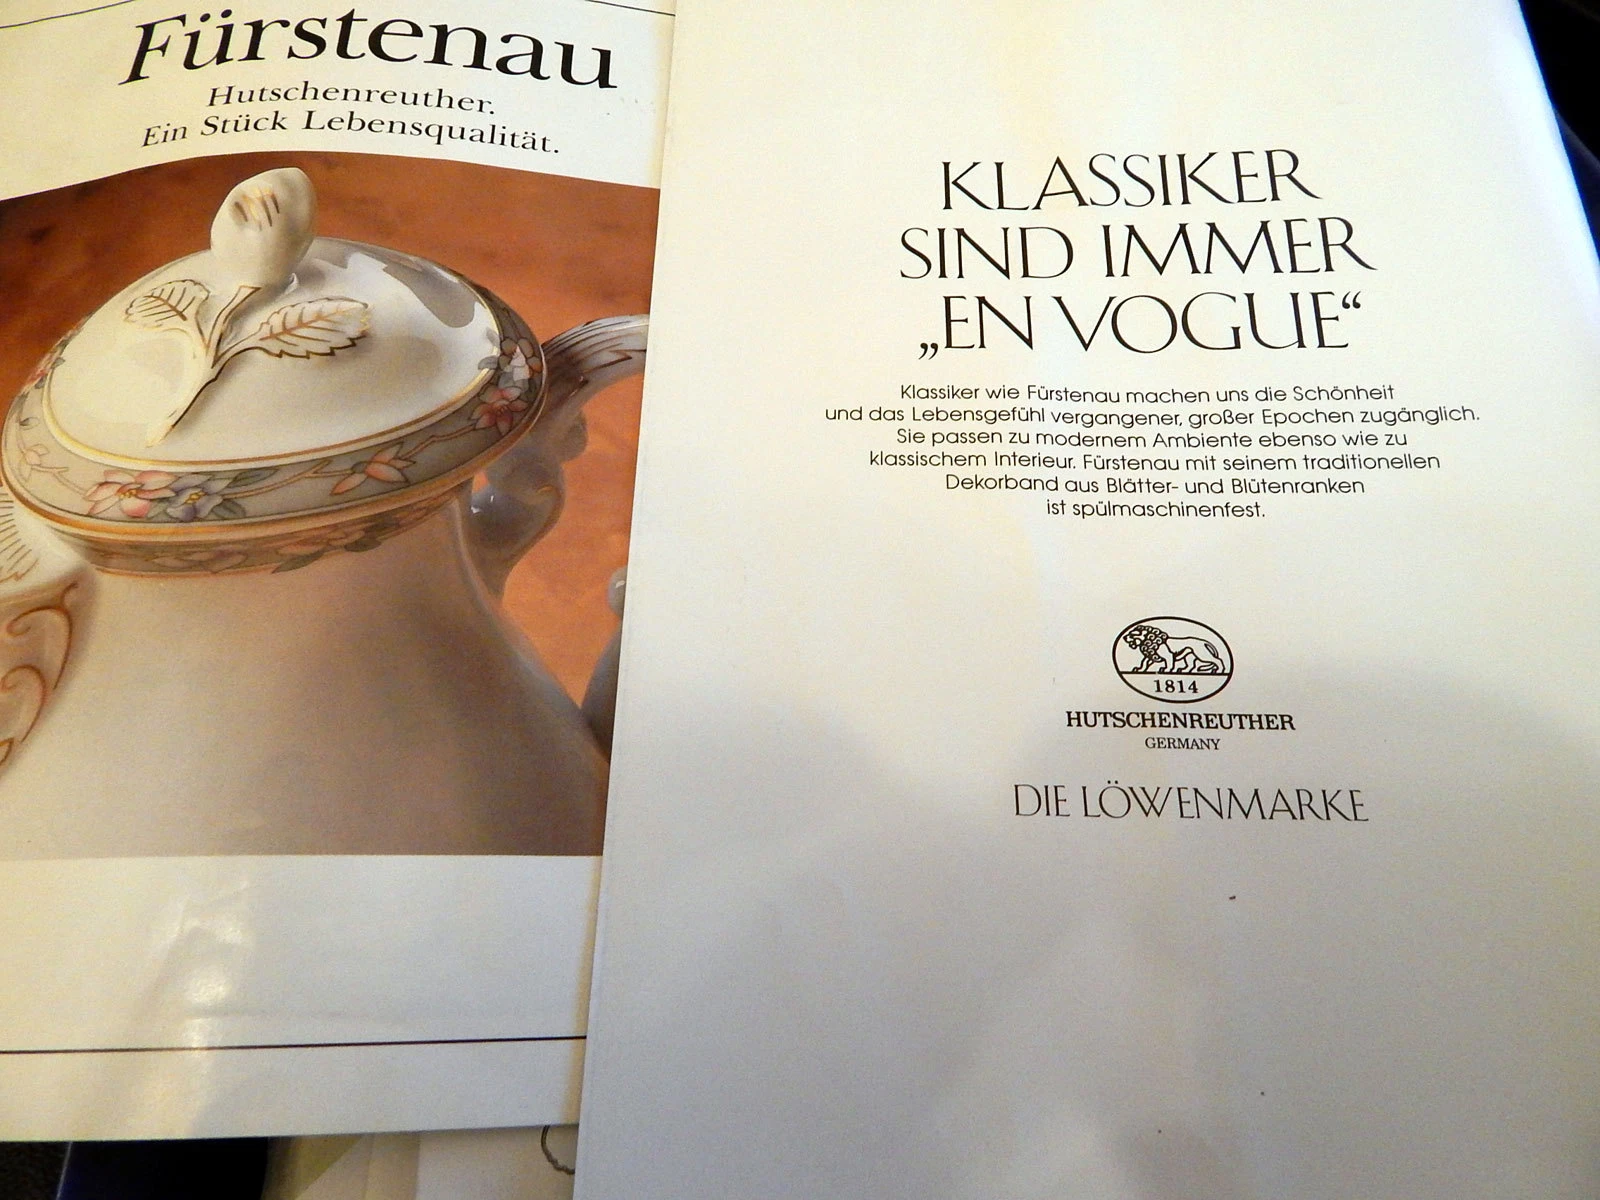 Fürstenau
Hutschenreuther.
Ein Stück Lebensqualität.
KLASSIKER
SIND IMMER
„EN VOGUE“
Klassiker wie Fürstenau machen uns die Schönheit
und das Lebensgefühl vergangener, großer Epochen zugänglich.
Sie passen zu modernem Ambiente ebenso wie zu
klassischem Interieur. Fürstenau mit seinem traditionellen
Dekorband aus Blätter- und Blütenranken
ist spülmaschinenfest.
1814
HUTSCHENREUTHER
GERMANY
DIE LÖWENMARKE